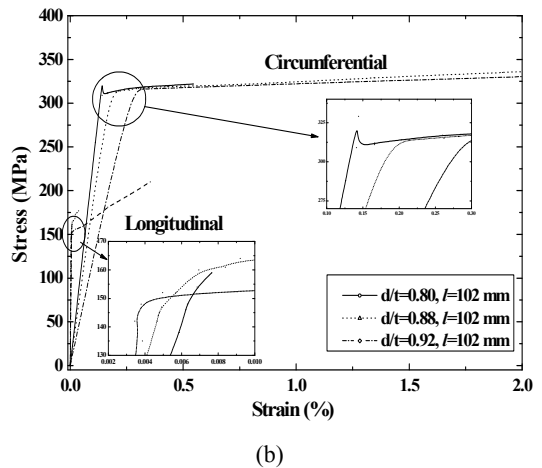 400
350
300
250
200
150
100
50
0
Stress (MPa)
Circumferential
325
312
300
287
275
0.10 0.15 0.20 0.25 0.30
Longitudinal
170
160
150
140
130
0.002 0.004 0.006 0.008 0.010
d/t=0.80, l=102 mm
d/t=0.88, l=102 mm
d/t=0.92, l=102 mm
0.0 0.5 1.0 1.5 2.0
Strain (%)
(b)